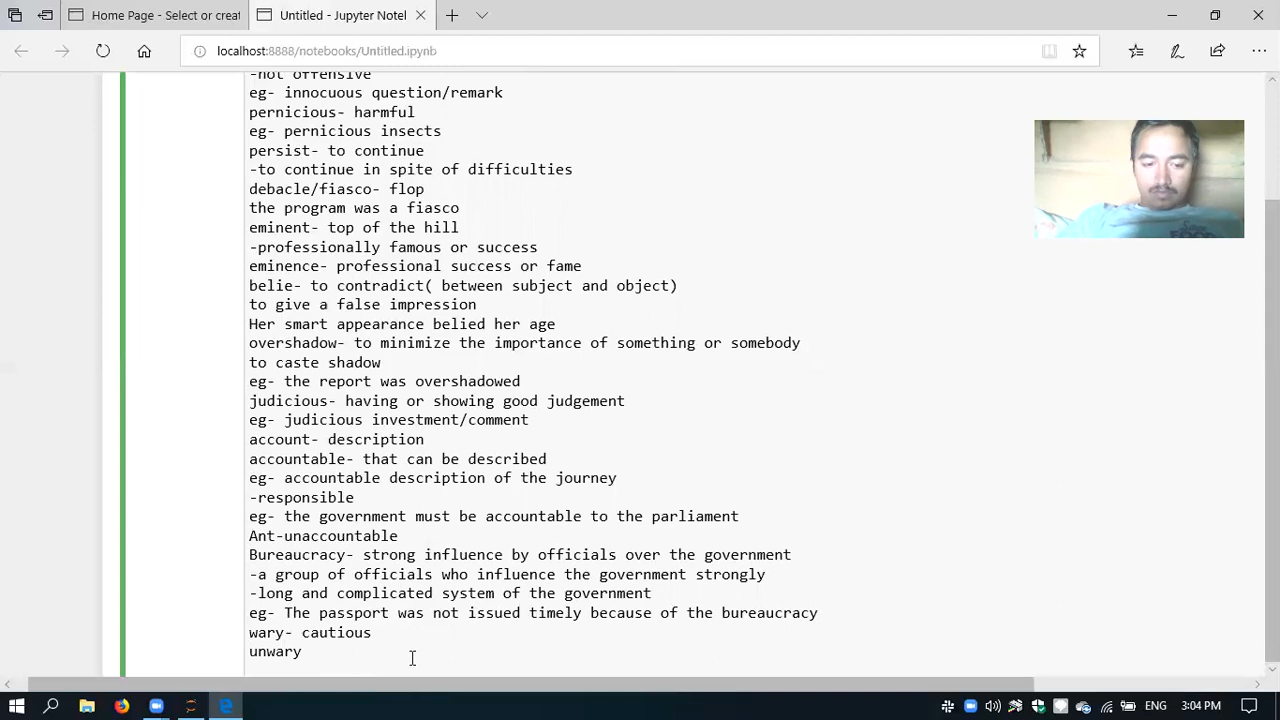 Home Page - Select or creat
Untitled - Jupyter Notel
localhost:8888/notebooks/Untitled.ipynb
-not offensive
eg- innocuous question/remark
pernicious- harmful
eg- pernicious insects
persist- to continue
-to continue in spite of difficulties
debacle/fiasco- flop
the program was a fiasco
eminent- top of the hill
-professionally famous or success
eminence- professional success or fame
belie- to contradict( between subject and object)
to give a false impression
Her smart appearance belied her age
overshadow- to minimize the importance of something or somebody
to caste shadow
eg- the report was overshadowed
judicious- having or showing good judgement
eg- judicious investment/comment
account- description
accountable- that can be described
eg- accountable description of the journey
-responsible
eg- the government must be accountable to the parliament
Ant-unaccountable
Bureaucracy- strong influence by officials over the government
-a group of officials who influence the government strongly
-long and complicated system of the government
eg- The passport was not issued timely because of the bureaucracy
wary- cautious
unwary
ENG
3:04 PM